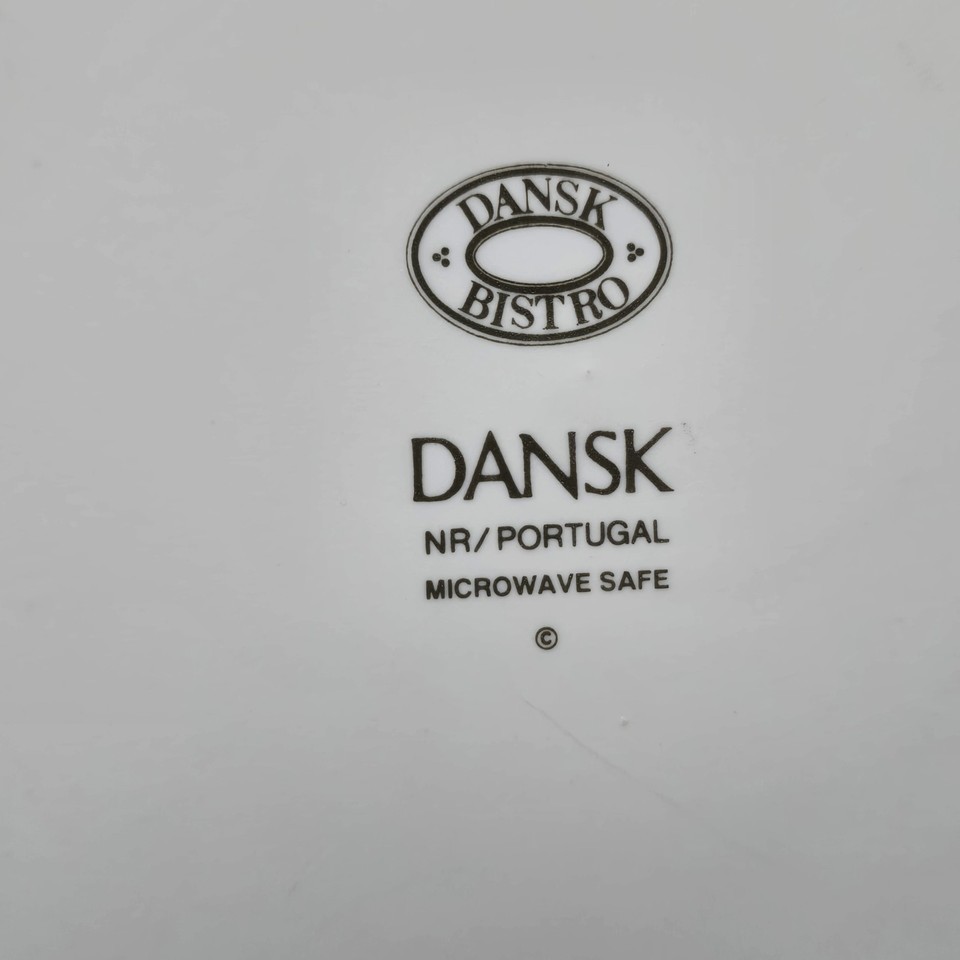 DANSK
BISTRO
DANSK
NR/PORTUGAL
MICROWAVE SAFE
©